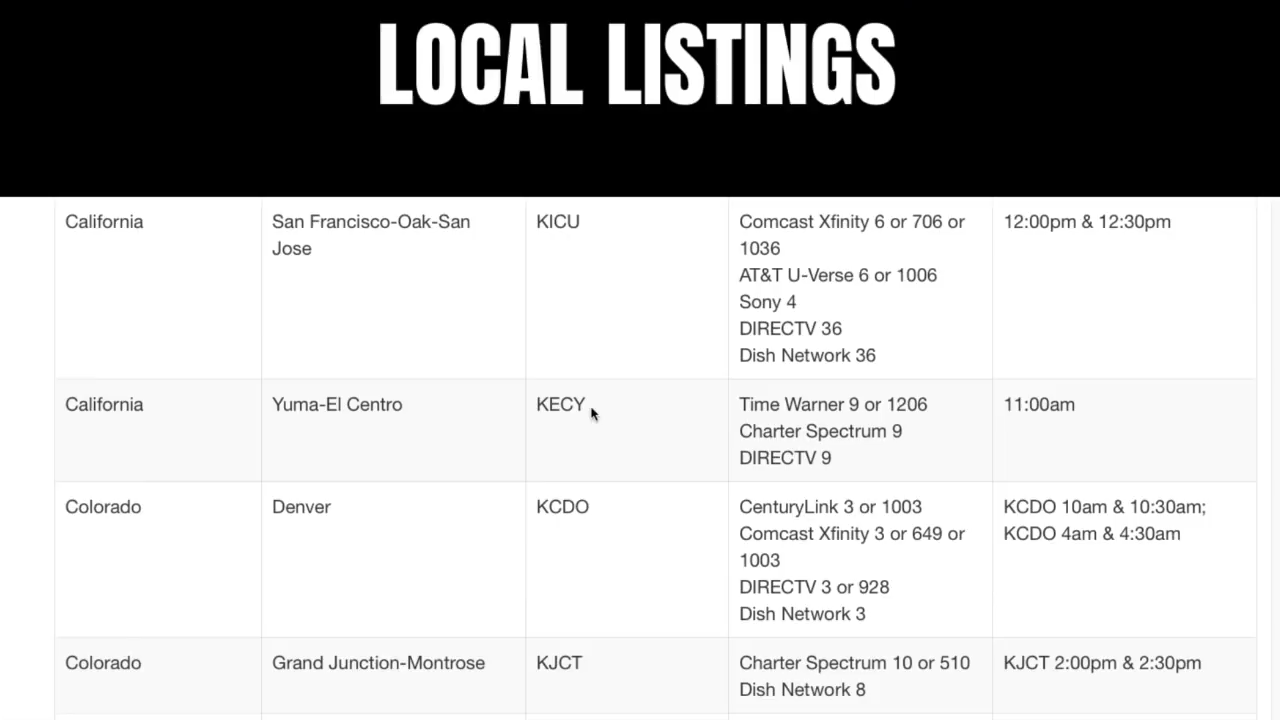 LOCAL LISTINGS
California
San Francisco-Oak-San
Jose
KICU
Comcast Xfinity 6 or 706 or
1036
AT&T U-Verse 6 or 1006
Sony 4
DIRECTV 36
Dish Network 36
12:00pm & 12:30pm
California
Yuma-El Centro
KECY
Time Warner 9 or 1206
Charter Spectrum 9
DIRECTV 9
11:00am
Colorado
Denver
KCDO
CenturyLink 3 or 1003
Comcast Xfinity 3 or 649 or
1003
DIRECTV 3 or 928
Dish Network 3
KCDO 10am & 10:30am;
KCDO 4am & 4:30am
Colorado
Grand Junction-Montrose
KJCT
Charter Spectrum 10 or 510
Dish Network 8
KJCT 2:00pm & 2:30pm